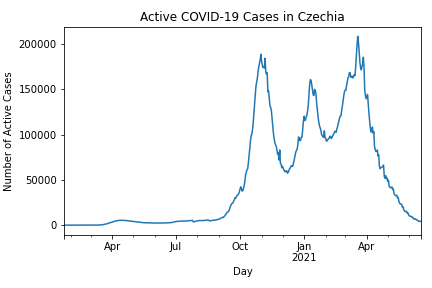 Active COVID-19 Cases in Czechia
Number of Active Cases
200000
150000
100000
50000
0
Apr
Jul
Oct
Jan
2021
Apr
Day